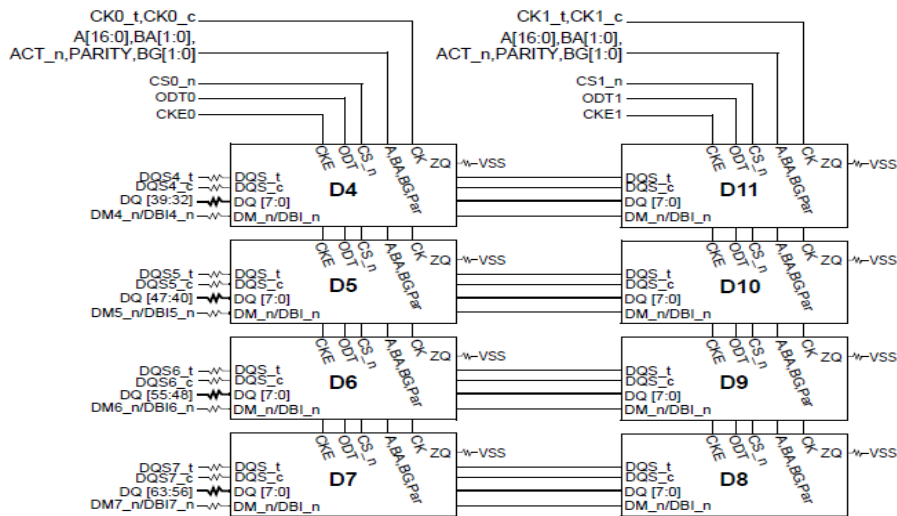 CK0_t,CK0_c
A[16:0],BA[1:0],
ACT_n,PARITY,BG[1:0]
CS0_n
ODT0
CKE0
CK1_t,CK1_c
A[16:0],BA[1:0],
ACT_n,PARITY,BG[1:0]
CS1_n
ODT1
CKE1
DQS4_t
DQS4_c
DQ [39:32]
DM4_n/DBI4_n
CKE
ODT
CS_n
A,BA,BG,Par
CK
ZQ
VSS
DQS_t
DQS_c
DQ [7:0]
DM_n/DBI_n
D4
CKE
ODT
CS_n
A,BA,BG,Par
CK
ZQ
VSS
DQS_t
DQS_c
DQ [7:0]
DM_n/DBI_n
D11
DQS5_t
DQS5_c
DQ [47:40]
DM5_n/DBI5_n
CKE
ODT
CS_n
A,BA,BG,Par
CK
ZQ
VSS
DQS_t
DQS_c
DQ [7:0]
DM_n/DBI_n
D5
CKE
ODT
CS_n
A,BA,BG,Par
CK
ZQ
VSS
DQS_t
DQS_c
DQ [7:0]
DM_n/DBI_n
D10
DQS6_t
DQS6_c
DQ [55:48]
DM6_n/DBI6_n
CKE
ODT
CS_n
A,BA,BG,Par
CK
ZQ
VSS
DQS_t
DQS_c
DQ [7:0]
DM_n/DBI_n
D6
CKE
ODT
CS_n
A,BA,BG,Par
CK
ZQ
VSS
DQS_t
DQS_c
DQ [7:0]
DM_n/DBI_n
D9
DQS7_t
DQS7_c
DQ [63:56]
DM7_n/DBI7_n
CKE
ODT
CS_n
A,BA,BG,Par
CK
ZQ
VSS
DQS_t
DQS_c
DQ [7:0]
DM_n/DBI_n
D7
CKE
ODT
CS_n
A,BA,BG,Par
CK
ZQ
VSS
DQS_t
DQS_c
DQ [7:0]
DM_n/DBI_n
D8